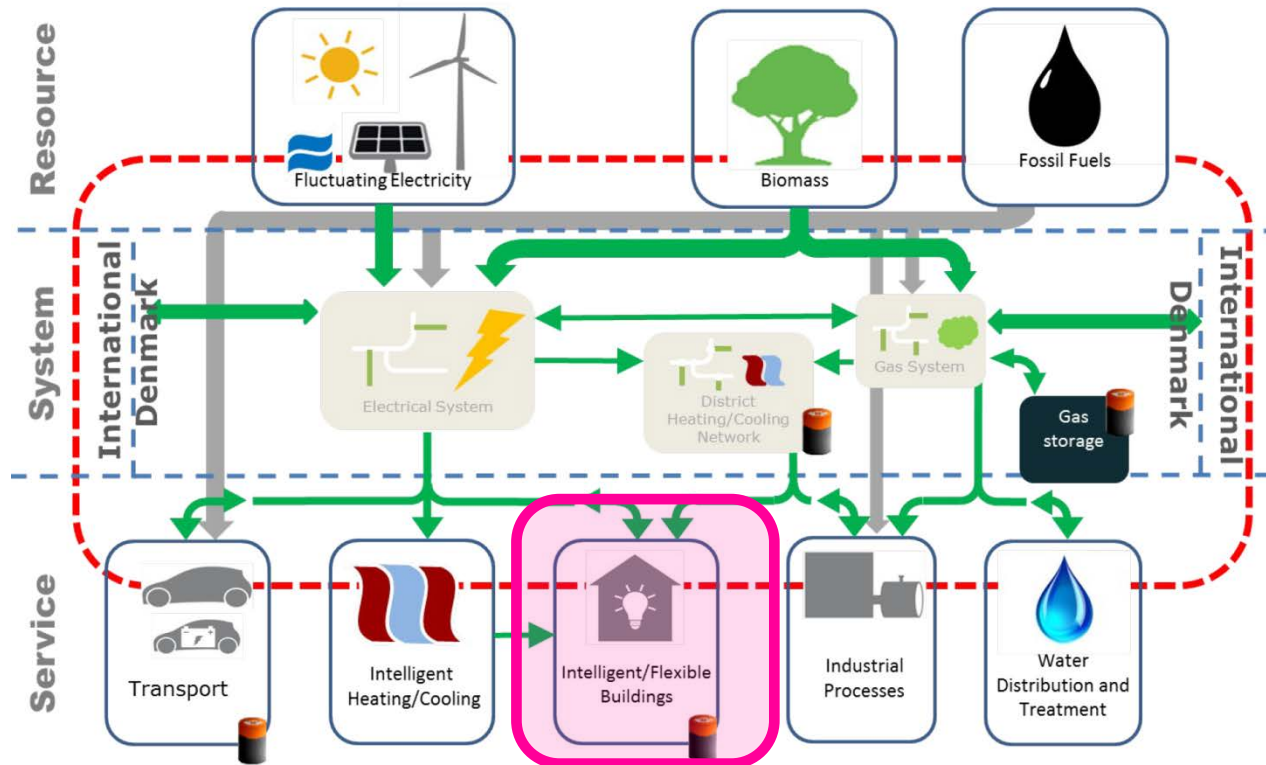 Resource
Fluctuating Electricity
Biomass
Fossil Fuels
System
International
Denmark
Electrical System
District
Heating/Cooling
Network
Gas System
Gas
storage
Denmark
International
Service
Transport
Intelligent
Heating/Cooling
Intelligent/Flexible
Buildings
Industrial
Processes
Water
Distribution and
Treatment